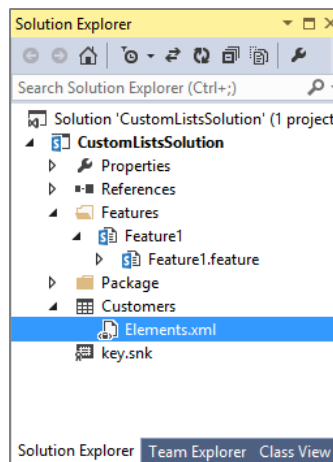 Solution Explorer
Search Solution Explorer (Ctrl+;)
Solution 'CustomListsSolution' (1 project
CustomListsSolution
Properties
References
Features
Feature1
Feature1.feature
Package
Customers
Elements.xml
key.snk
Solution Explorer Team Explorer Class View